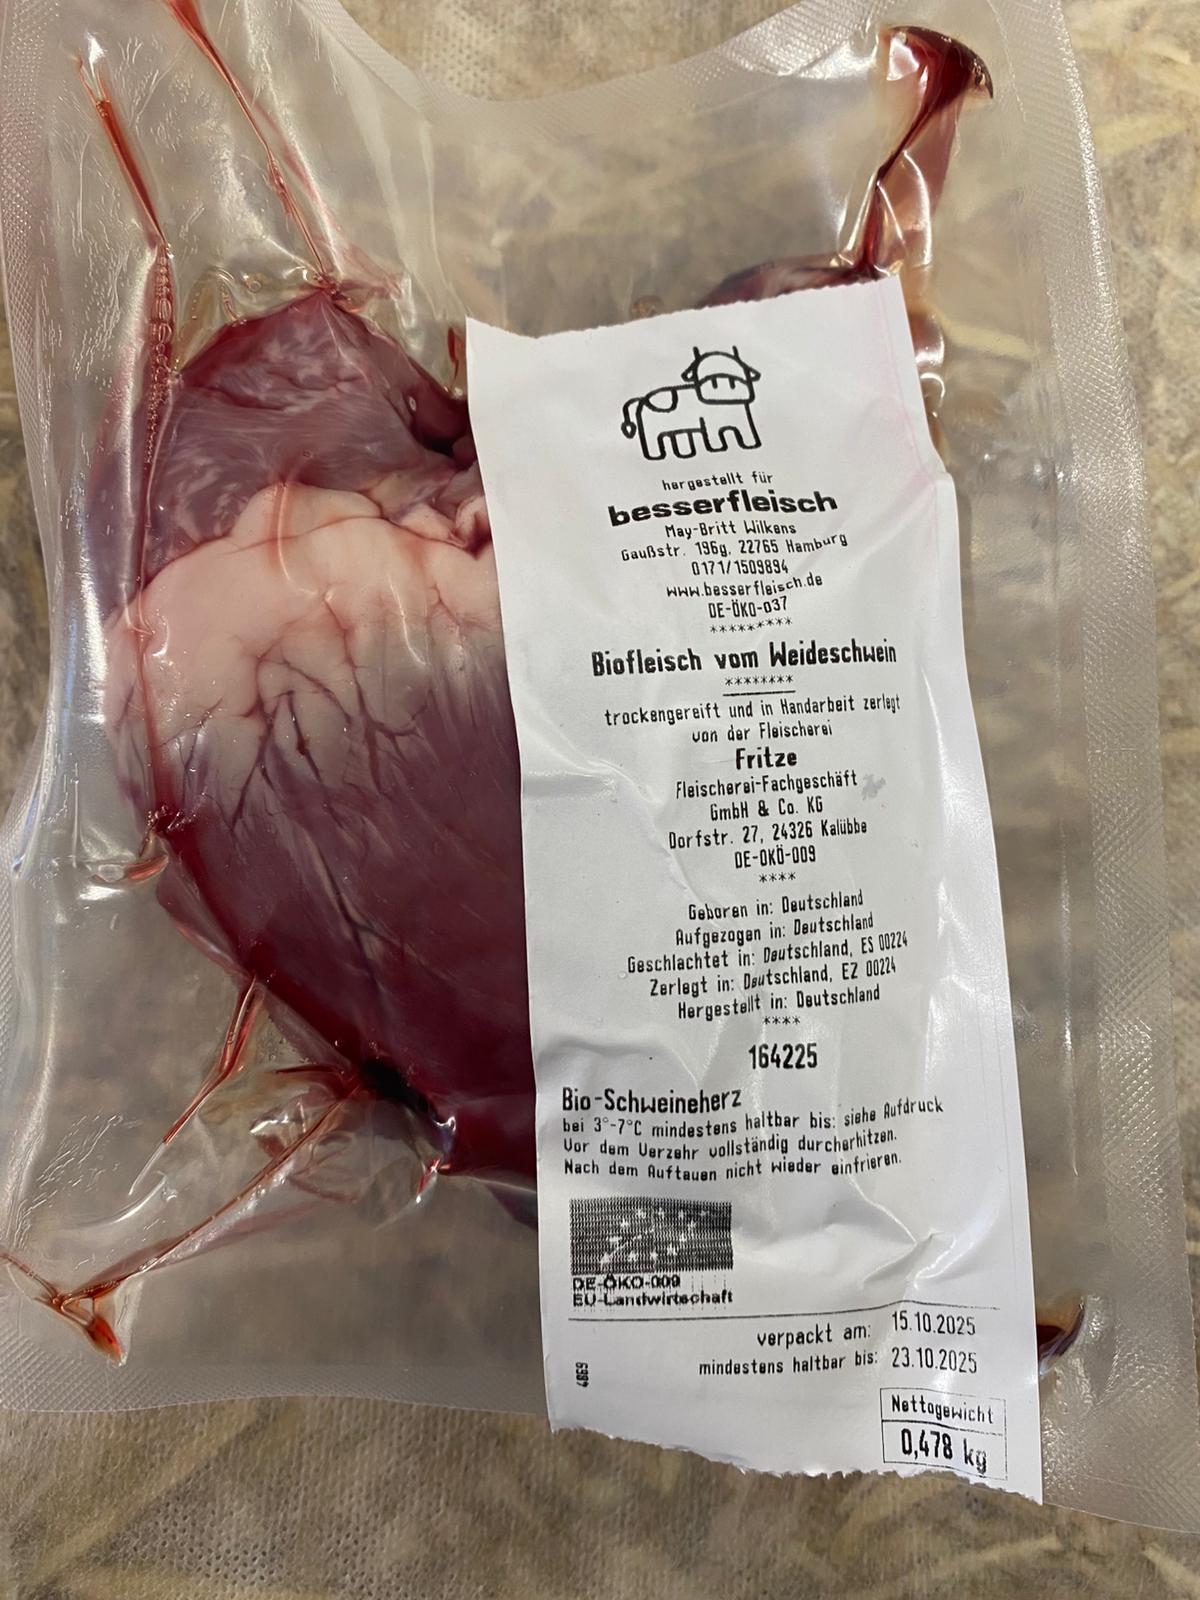 hergestellt für
besserfleisch
May-Britt Wilkens
Gaußstr. 196g, 22765 Hamburg
0171/1509894
www.besserfleisch.de
DE-ÖKO-037
*********
Biofleisch vom Weideschwein
********
trockengereift und in Handarbeit zerlegt
von der Fleischerei
Fritze
Fleischerei-Fachgeschäft
GmbH & Co. KG
Dorfstr. 27, 24326 Kalübbe
DE-OKÖ-009
****
Geboren in: Deutschland
Aufgezogen in: Deutschland
Geschlachtet in: Deutschland, ES 00224
Zerlegt in: Deutschland, EZ 00224
Hergestellt in: Deutschland
****
164225
Bio-Schweineherz
bei 3°-7°C mindestens haltbar bis: siehe Aufdruck
Vor dem Verzehr vollständig durcherhitzen.
Nach dem Auftauen nicht wieder einfrieren.
DE-ÖKO-009
EU-Landwirtschaft
verpackt am: 15.10.2025
mindestens haltbar bis: 23.10.2025
4869
Nettogewicht
0,478 kg